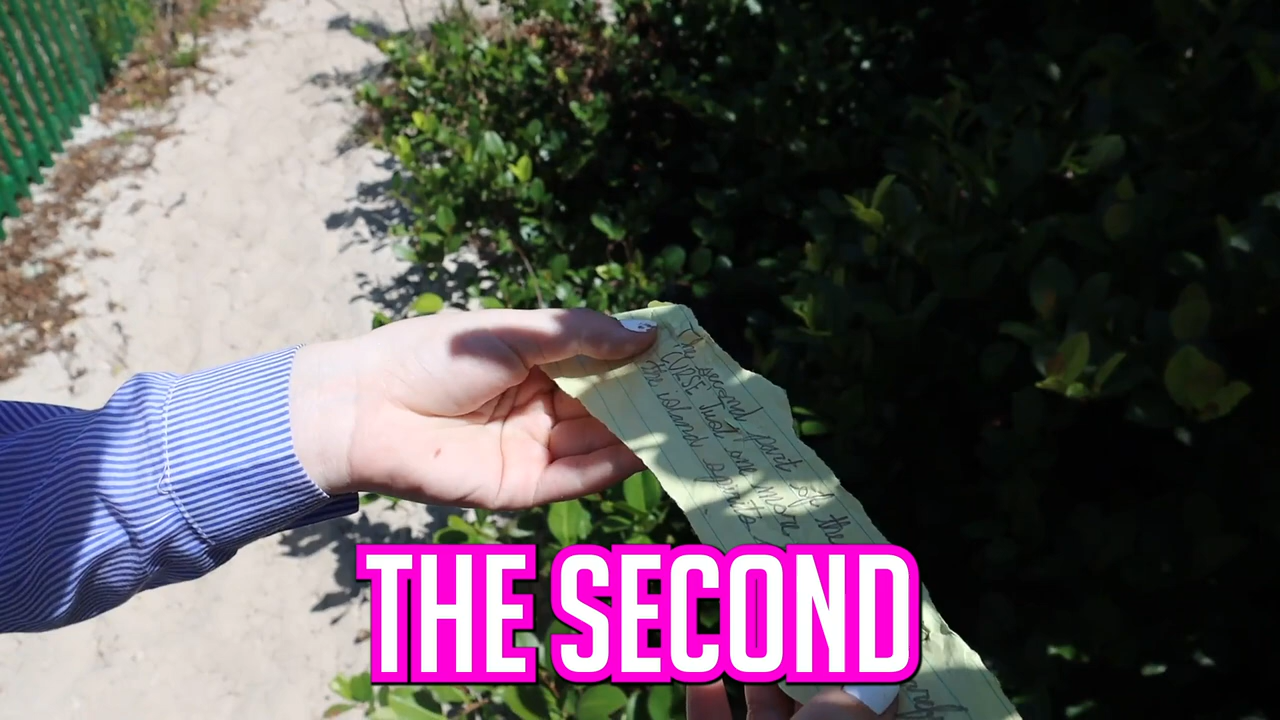 The second part of the
CURSE just one more
The island spirits
THE SECOND